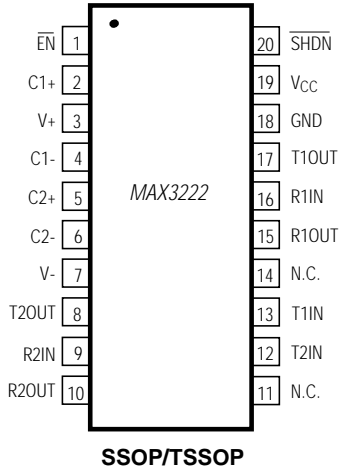 EN 1 20 SHDN
C1+ 2 19 VCC
V+ 3 18 GND
C1- 4 17 T1OUT
C2+ 5 MAX3222 16 R1IN
C2- 6 15 R1OUT
V- 7 14 N.C.
T2OUT 8 13 T1IN
R2IN 9 12 T2IN
R2OUT 10 11 N.C.
SSOP/TSSOP